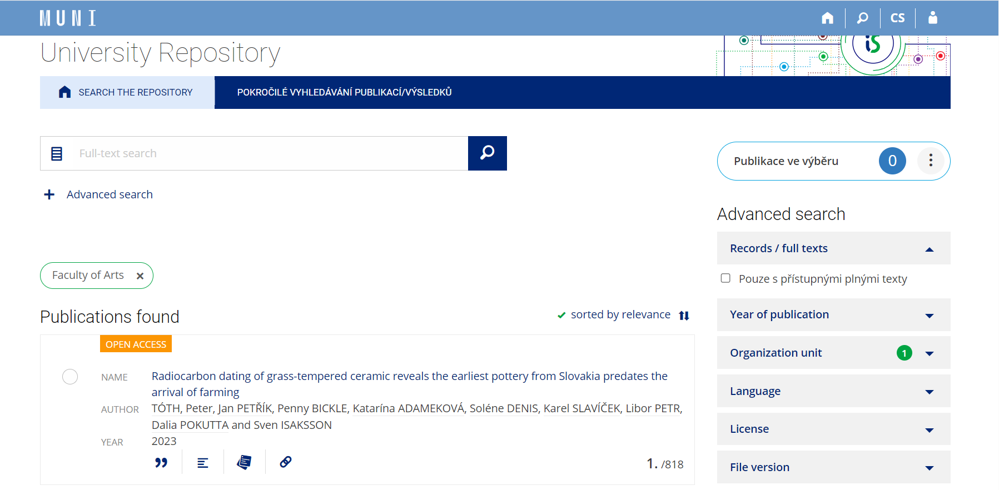 MUNI
CS
University Repository
iS
SEARCH THE REPOSITORY
POKROČILÉ VYHLEDÁVÁNÍ PUBLIKACÍ/VÝSLEDKŮ
Full-text search
Advanced search
Faculty of Arts
Publications found
sorted by relevance
OPEN ACCESS
NAME
Radiocarbon dating of grass-tempered ceramic reveals the earliest pottery from Slovakia predates the
arrival of farming
AUTHOR
TÓTH, Peter, Jan PETŘÍK, Penny BICKLE, Katarína ADAMEKOVÁ, Soléne DENIS, Karel SLAVÍČEK, Libor PETR,
Dalia POKUTTA and Sven ISAKSSON
YEAR
2023
1. /818
Publikace ve výběru
0
Advanced search
Records / full texts
Pouze s přístupnými plnými texty
Year of publication
Organization unit
1
Language
License
File version